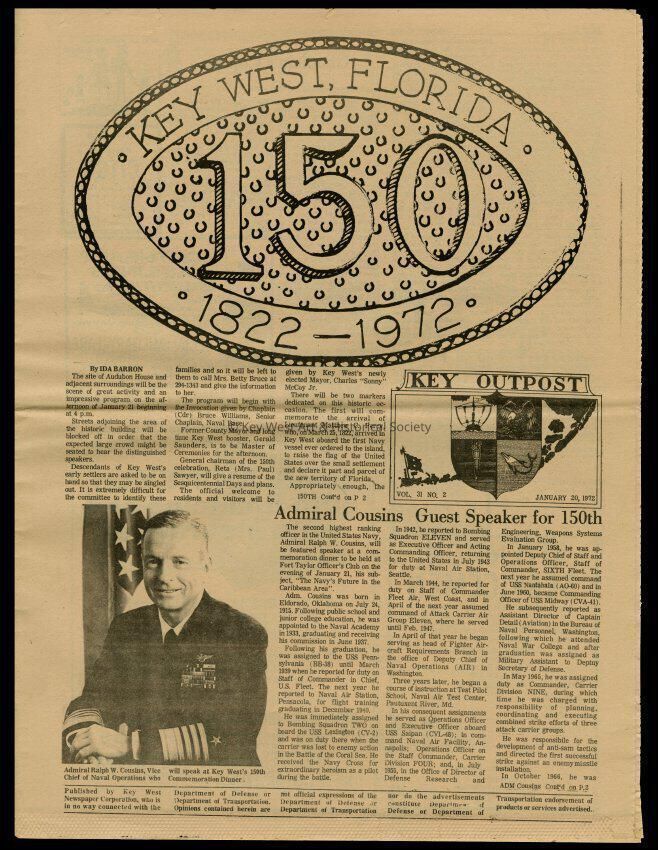 KEY WEST, FLORIDA
150
1822 — 1972
By IDA BARRON
The site of Audubon House and
adjacent surroundings will be the
scene of great activity and an
impressive program on the af-
ternoon of January 21 beginning
at 4 p.m.
Streets adjoining the area of
the historic building will be
blocked off in order that the
expected large crowd might be
seated to hear the distinguished
speakers.
Descendants of Key West's
early settlers are asked to be on
hand so that they may be singled
out. It is extremely difficult for
the committee to identify these
families and so it will be left to
them to call Mrs. Betty Bruce at
294-1343 and give the information
to her.
The program will begin with
the invocation given by Chaplain
(Cdr) Bruce Williams, Senior
Chaplain, Naval Base.
Former County Mayor and long
time Key West booster, Gerald
Saunders, is to be Master of
Ceremonies for the afternoon.
General chairman of the 150th
celebration, Reta (Mrs. Paul)
Sawyer, will give a resume of the
Sesquicentennial Days and plans.
The official welcome to
residents and visitors will be
given by Key West's newly
elected Mayor, Charles "Sonny"
McCoy Jr.
There will be two markers
dedicated on this historic oc-
casion. The first will com-
memorate the arrival of
who, on March 25, 1822, arrived in
Key West aboard the first Navy
vessel ever ordered to the island,
to raise the flag of the United
States over the small settlement
and declare it part and parcel of
the new territory of Florida.
Appropriately enough, the
150TH Cont'd on P 2
KEY OUTPOST
VOL. 31 NO. 2
JANUARY 20, 1972
Admiral Cousins Guest Speaker for 150th
Admiral Ralph W. Cousins, Vice
Chief of Naval Operations who
will speak at Key West's 150th
Commemoration Dinner.
The second highest ranking
officer in the United States Navy,
Admiral Ralph W. Cousins, will
be featured speaker at a com-
memoration dinner to be held at
Fort Taylor Officer's Club on the
evening of January 21, his sub-
ject, "The Navy's Future in the
Caribbean Area".
Adm. Cousins was born in
Eldorado, Oklahoma on July 24,
1915. Following public school and
junior college education, he was
appointed to the Naval Academy
in 1933, graduating and receiving
his commission in June 1937.
Following his graduation, he
was assigned to the USS Penn-
sylvania (BB-38) until March
1939 when he reported for duty on
Staff of Commander in Chief,
U.S. Fleet. The next year he
reported to Naval Air Station,
Pensacola, for flight training
graduating in December 1940.
He was immediately assigned
to Bombing Squadron TWO on
board the USS Lexington (CV-2)
and was on duty there when the
carrier was lost to enemy action
in the Battle of the Coral Sea. He
received the Navy Cross for
extraordinary heroism as a pilot
during the battle.
In 1942, he reported to Bombing
Squadron ELEVEN and served
as Executive Officer and Acting
Commanding Officer, returning
to the United States in July 1943
for duty at Naval Air Station,
Seattle.
In March 1944, he reported for
duty on Staff of Commander
Fleet Air, West Coast, and in
April of the next year assumed
command of Attack Carrier Air
Group Eleven, where he served
until Feb. 1947.
In April of that year he began
serving as head of Fighter Air-
craft Requirements Branch in
the office of Deputy Chief of
Naval Operations (AIR) in
Washington.
Three years later, he began a
course of instruction at Test Pilot
School, Naval Air Test Center,
Patuxent River, Md.
In his consequent assignments
he served as Operations Officer
and Executive Officer aboard
USS Saipan (CVL-48); in com-
mand Naval Air Facility, An-
napolis; Operations Officer on
the Staff Commander, Carrier
Division FOUR; and, in July
1955, in the Office of Director of
Defense Research and
Engineering, Weapons Systems
Evaluation Group.
In January 1958, he was ap-
pointed Deputy Chief of Staff and
Operations Officer, Staff of
Commander, SIXTH Fleet. The
next year he assumed command
of USS Nantahala (AO-60) and in
June 1960, became Commanding
Officer of USS Midway (CVA-41).
He subsequently reported as
Assistant Director of Captain
Detail (Aviation) in the Bureau of
Naval Personnel, Washington,
following which he attended
Naval War College and after
graduation was assigned as
Military Assistant to Deputy
Secretary of Defense.
In May 1965, he was assigned
duty as Commander, Carrier
Division NINE, during which
time he was charged with
responsibility of planning,
coordinating and executing
combined strike efforts of three
attack carrier groups.
He was responsible for the
development of anti-sam tactics
and directed the first successful
strike against an enemy missile
installation.
In October 1966, he was
ADM COUSINS Cont'd on P.2
Published by Key West
Newspaper Corporation, who is
in no way connected with the
Department of Defense or
Department of Transportation.
Opinions contained herein are
not official expressions of the
Department of Defense or
Department of Transportation
nor do the advertisements
constitute Department of
Defense or Department of
Transportation endorsement of
products or services advertised.